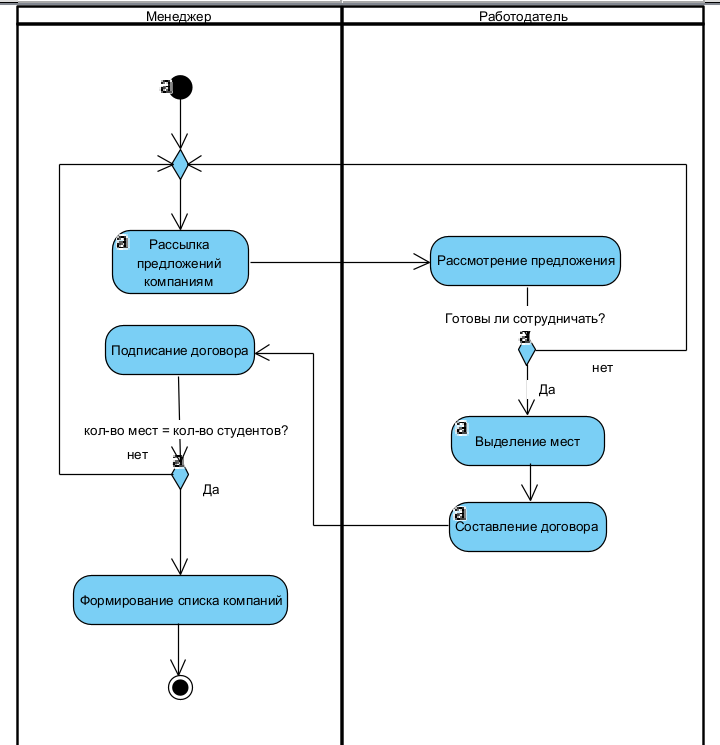 Менеджер
Работодатель
a
a
Рассылка
предложений
компаниям
Рассмотрение предложения
Готовы ли сотрудничать?
a
нет
Да
Подписание договора
кол-во мест = кол-во студентов?
нет
a
Да
a
Выделение мест
a
Составление договора
Формирование списка компаний